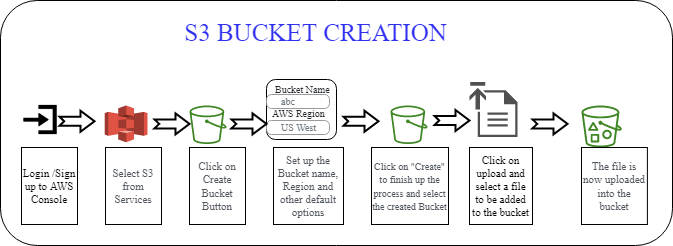 S3 BUCKET CREATION
Bucket Name
abc
AWS Region
US West
Login /Sign
up to AWS
Console
Select S3
from
Services
Click on
Create
Bucket
Button
Set up the
Bucket name,
Region and
other default
options
Click on "Create"
to finish up the
process and select
the created Bucket
Click on
upload and
select a file
to be added
to the bucket
The file is
now uploaded
into the
bucket